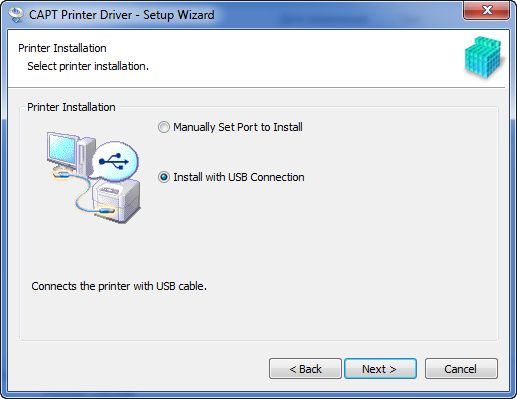 CAPT Printer Driver - Setup Wizard
Printer Installation
Select printer installation.
Printer Installation
Manually Set Port to Install
Install with USB Connection
Connects the printer with USB cable.
< Back
Next >
Cancel